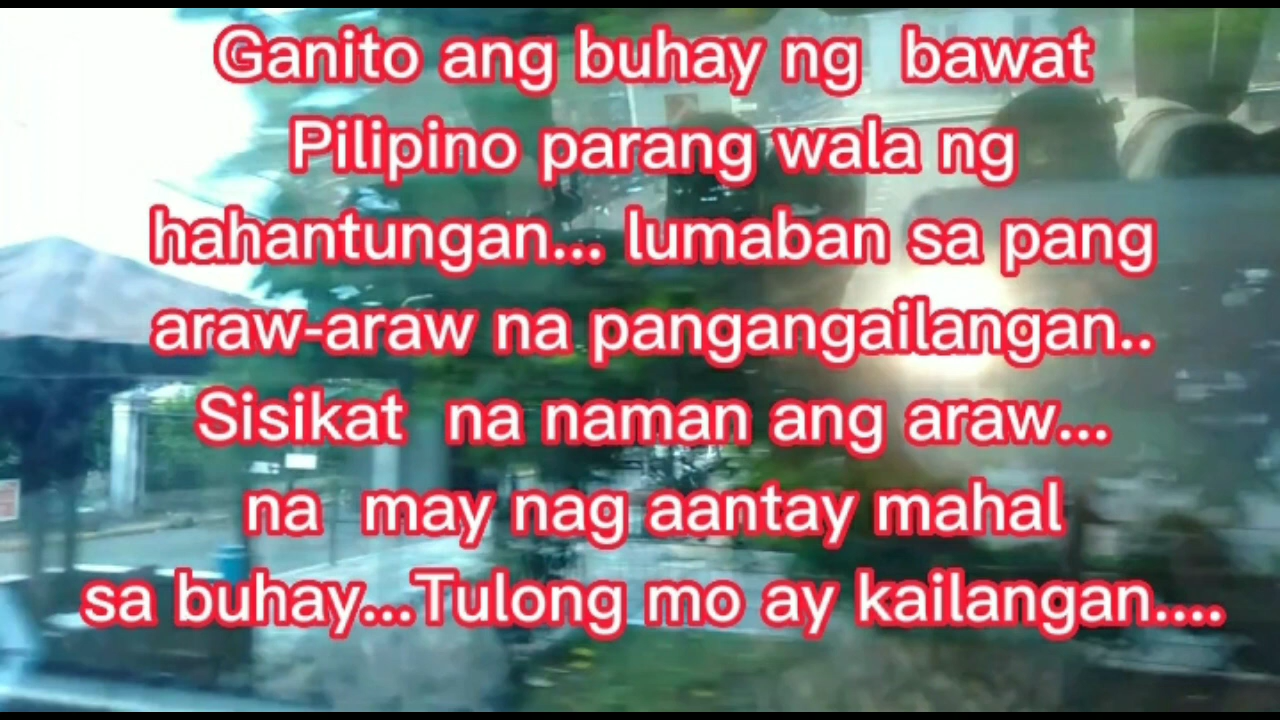 Ganito ang buhay ng bawat
Pilipino parang wala ng
hahantungan... lumaban sa pang
araw-araw na pangangailangan..
Sisikat na naman ang araw...
na may nag aantay mahal
sa buhay...Tulong mo ay kailangan....